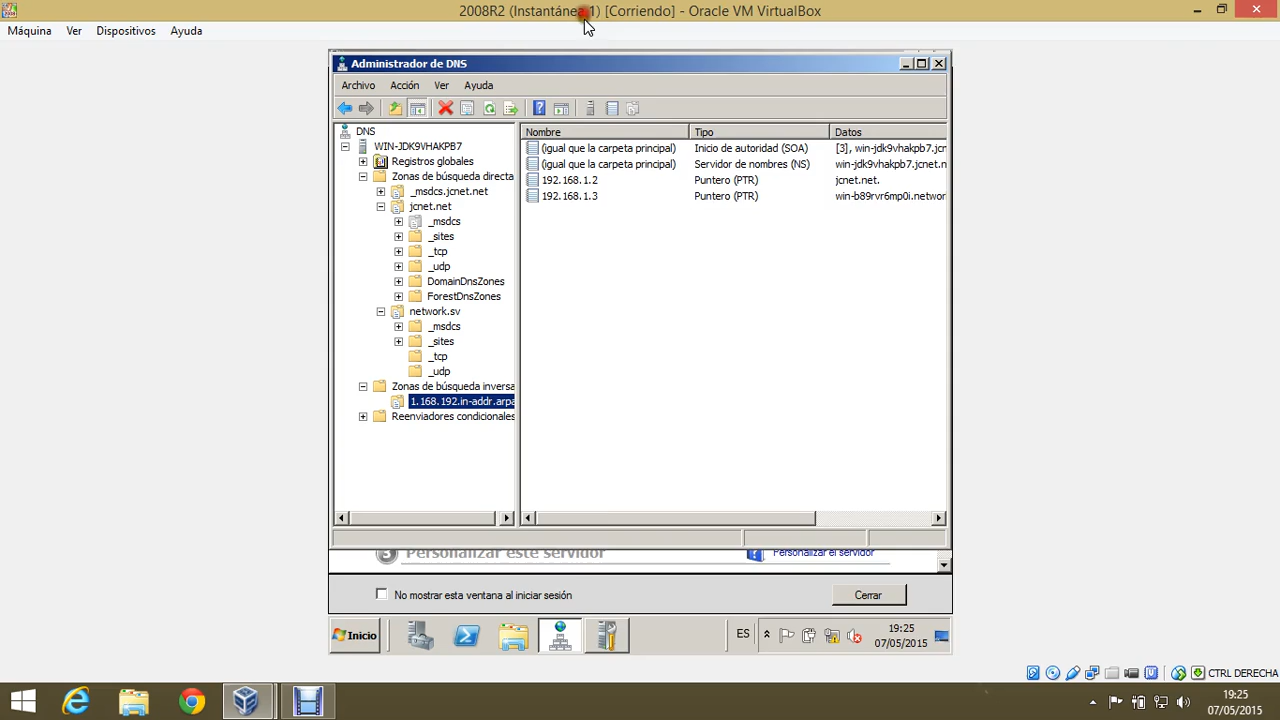 2008R2 (Instantánea 1) [Corriendo] - Oracle VM VirtualBox
Máquina Ver Dispositivos Ayuda
Administrador de DNS
Archivo Acción Ver Ayuda
DNS
WIN-JDK9VHAKPB7
Registros globales
Zonas de búsqueda directa
_msdcs.jcnet.net
jcnet.net
_msdcs
_sites
_tcp
_udp
DomainDnsZones
ForestDnsZones
network.sv
_msdcs
_sites
_tcp
_udp
Zonas de búsqueda inversa
1.168.192.in-addr.arpa
Reenviadores condicionales
Nombre Tipo Datos
(igual que la carpeta principal) Inicio de autoridad (SOA) [3], win-jdk9vhakpb7.jcn
(igual que la carpeta principal) Servidor de nombres (NS) win-jdk9vhakpb7.jcnet.n
192.168.1.2 Puntero (PTR) jcnet.net.
192.168.1.3 Puntero (PTR) win-b89rvr6mp0i.networ
3 Personalizar este servidor Personalizar el servidor
No mostrar esta ventana al iniciar sesión Cerrar
Inicio ES 19:25
07/05/2015
CTRL DERECHA
19:25
07/05/2015